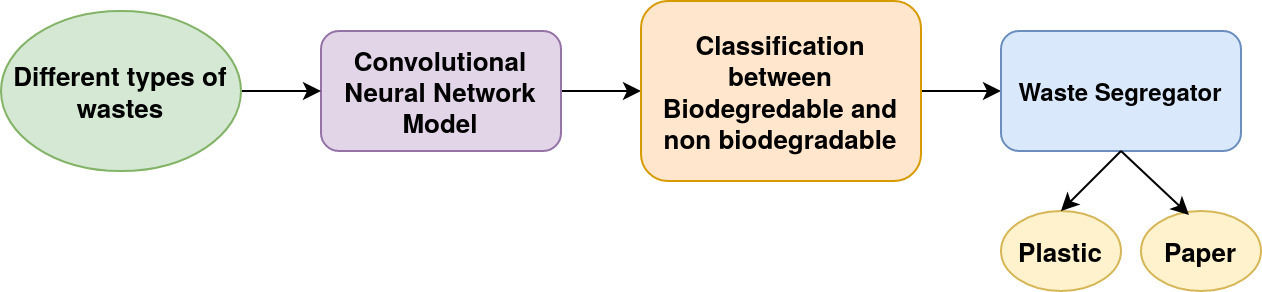 Different types of
wastes
Convolutional
Neural Network
Model
Classification
between
Biodegredable and
non biodegradable
Waste Segregator
Plastic
Paper